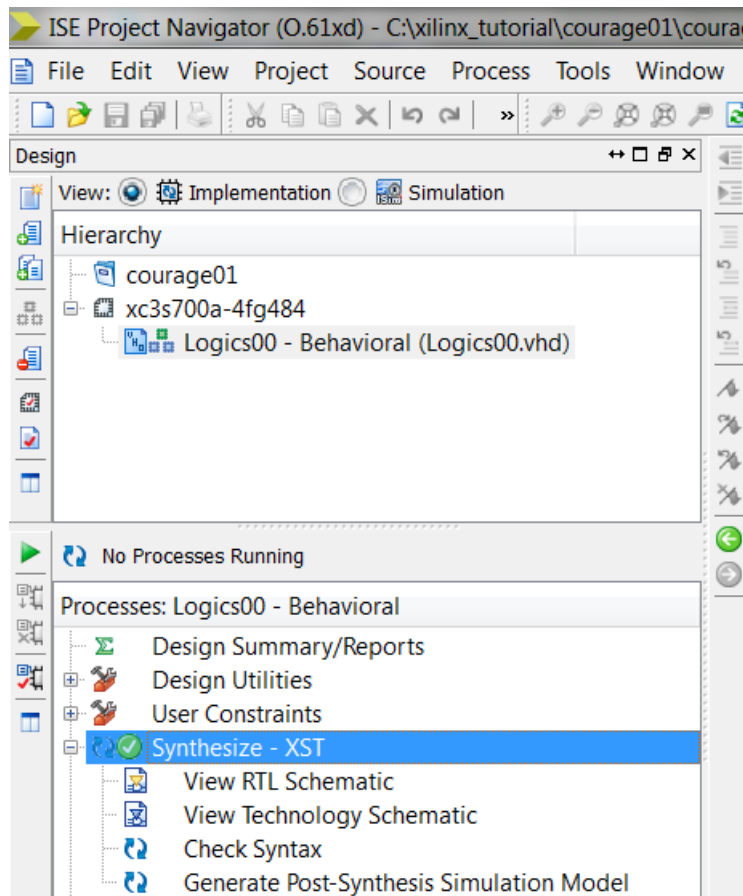 ISE Project Navigator (O.61xd) - C:\xilinx_tutorial\courage01\coura
File Edit View Project Source Process Tools Window
»
Design
View: Implementation Simulation
Hierarchy
courage01
xc3s700a-4fg484
Logics00 - Behavioral (Logics00.vhd)
No Processes Running
Processes: Logics00 - Behavioral
Design Summary/Reports
Design Utilities
User Constraints
Synthesize - XST
View RTL Schematic
View Technology Schematic
Check Syntax
Generate Post-Synthesis Simulation Model